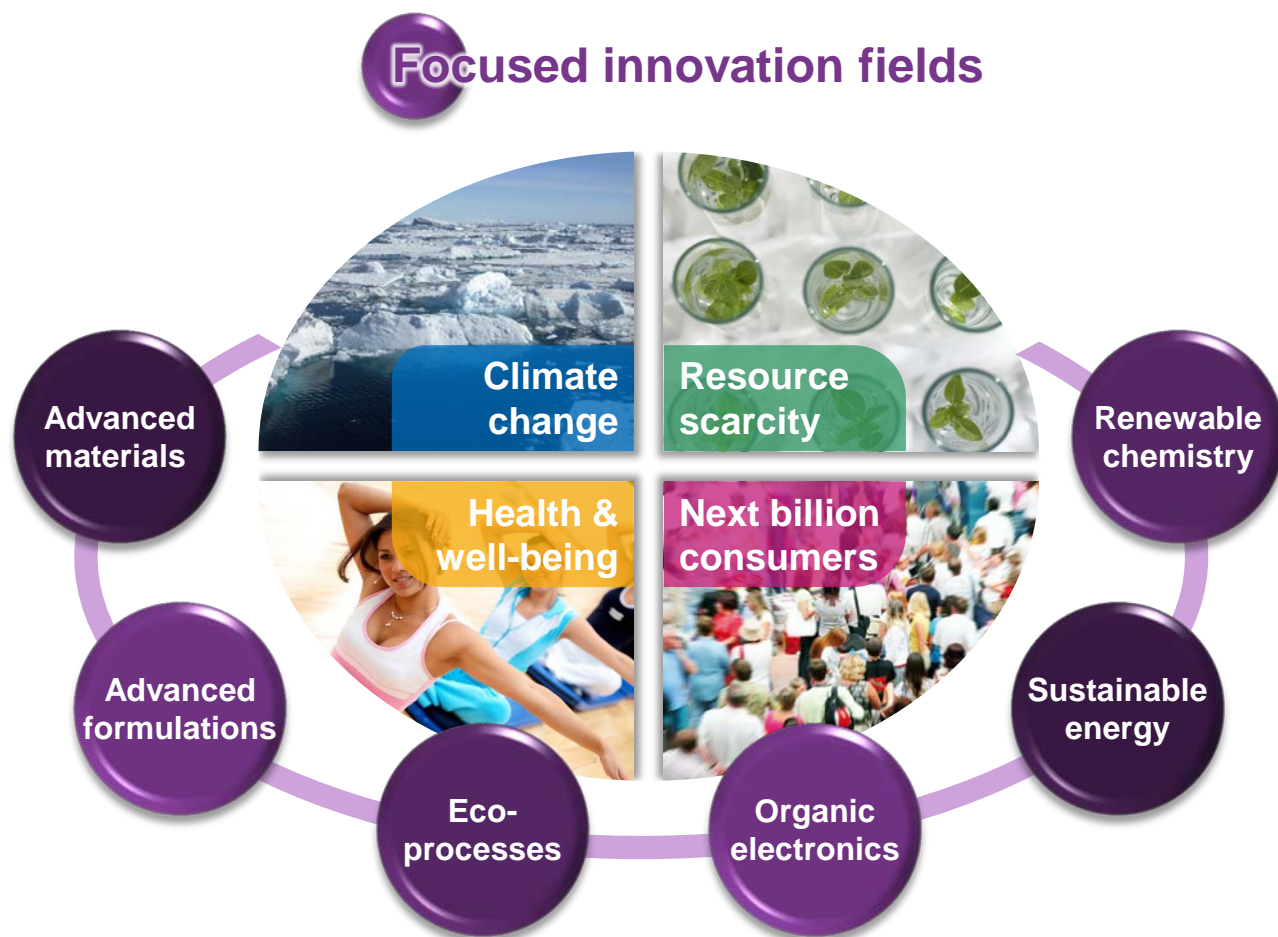 Focused innovation fields
Climate
change
Resource
scarcity
Health &
well-being
Next billion
consumers
Advanced
materials
Advanced
formulations
Eco-
processes
Organic
electronics
Sustainable
energy
Renewable
chemistry